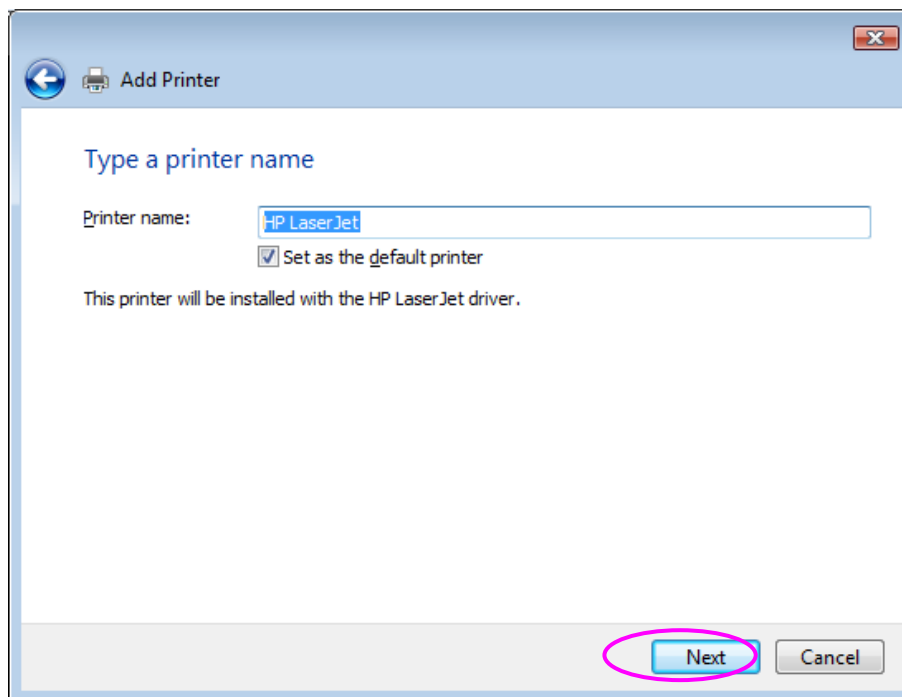 Add Printer
Type a printer name
Printer name: HP LaserJet
Set as the default printer
This printer will be installed with the HP LaserJet driver.
Next Cancel